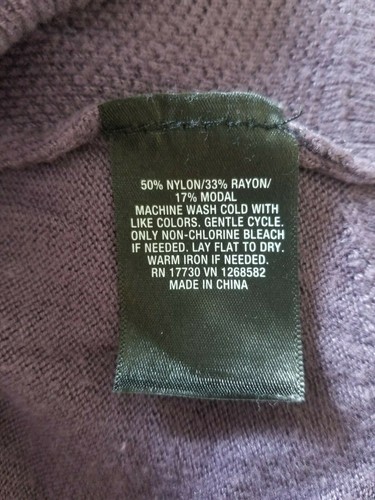 50% NYLON/33% RAYON/
17% MODAL
MACHINE WASH COLD WITH
LIKE COLORS. GENTLE CYCLE.
ONLY NON-CHLORINE BLEACH
IF NEEDED. LAY FLAT TO DRY.
WARM IRON IF NEEDED.
RN 17730 VN 1268582
MADE IN CHINA